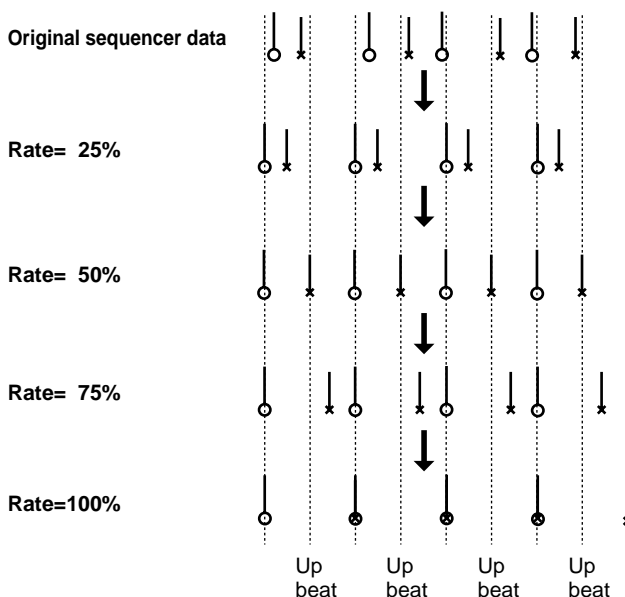 Original sequencer data
Rate= 25%
Rate= 50%
Rate= 75%
Rate=100%
Up Up Up Up
beat beat beat beat